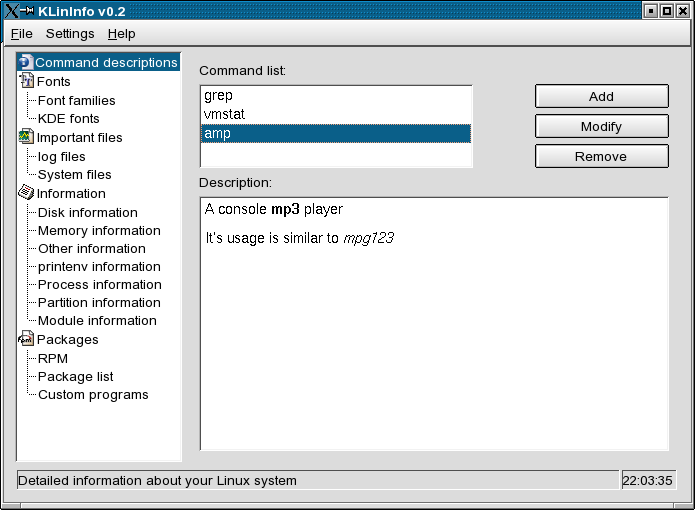 KLinInfo v0.2
File Settings Help
Command descriptions
Fonts
Font families
KDE fonts
Important files
log files
System files
Information
Disk information
Memory information
Other information
printenv information
Process information
Partition information
Module information
Packages
RPM
Package list
Custom programs
Command list:
grep
vmstat
amp
Add
Modify
Remove
Description:
A console mp3 player
It's usage is similar to mpg123
Detailed information about your Linux system
22:03:35